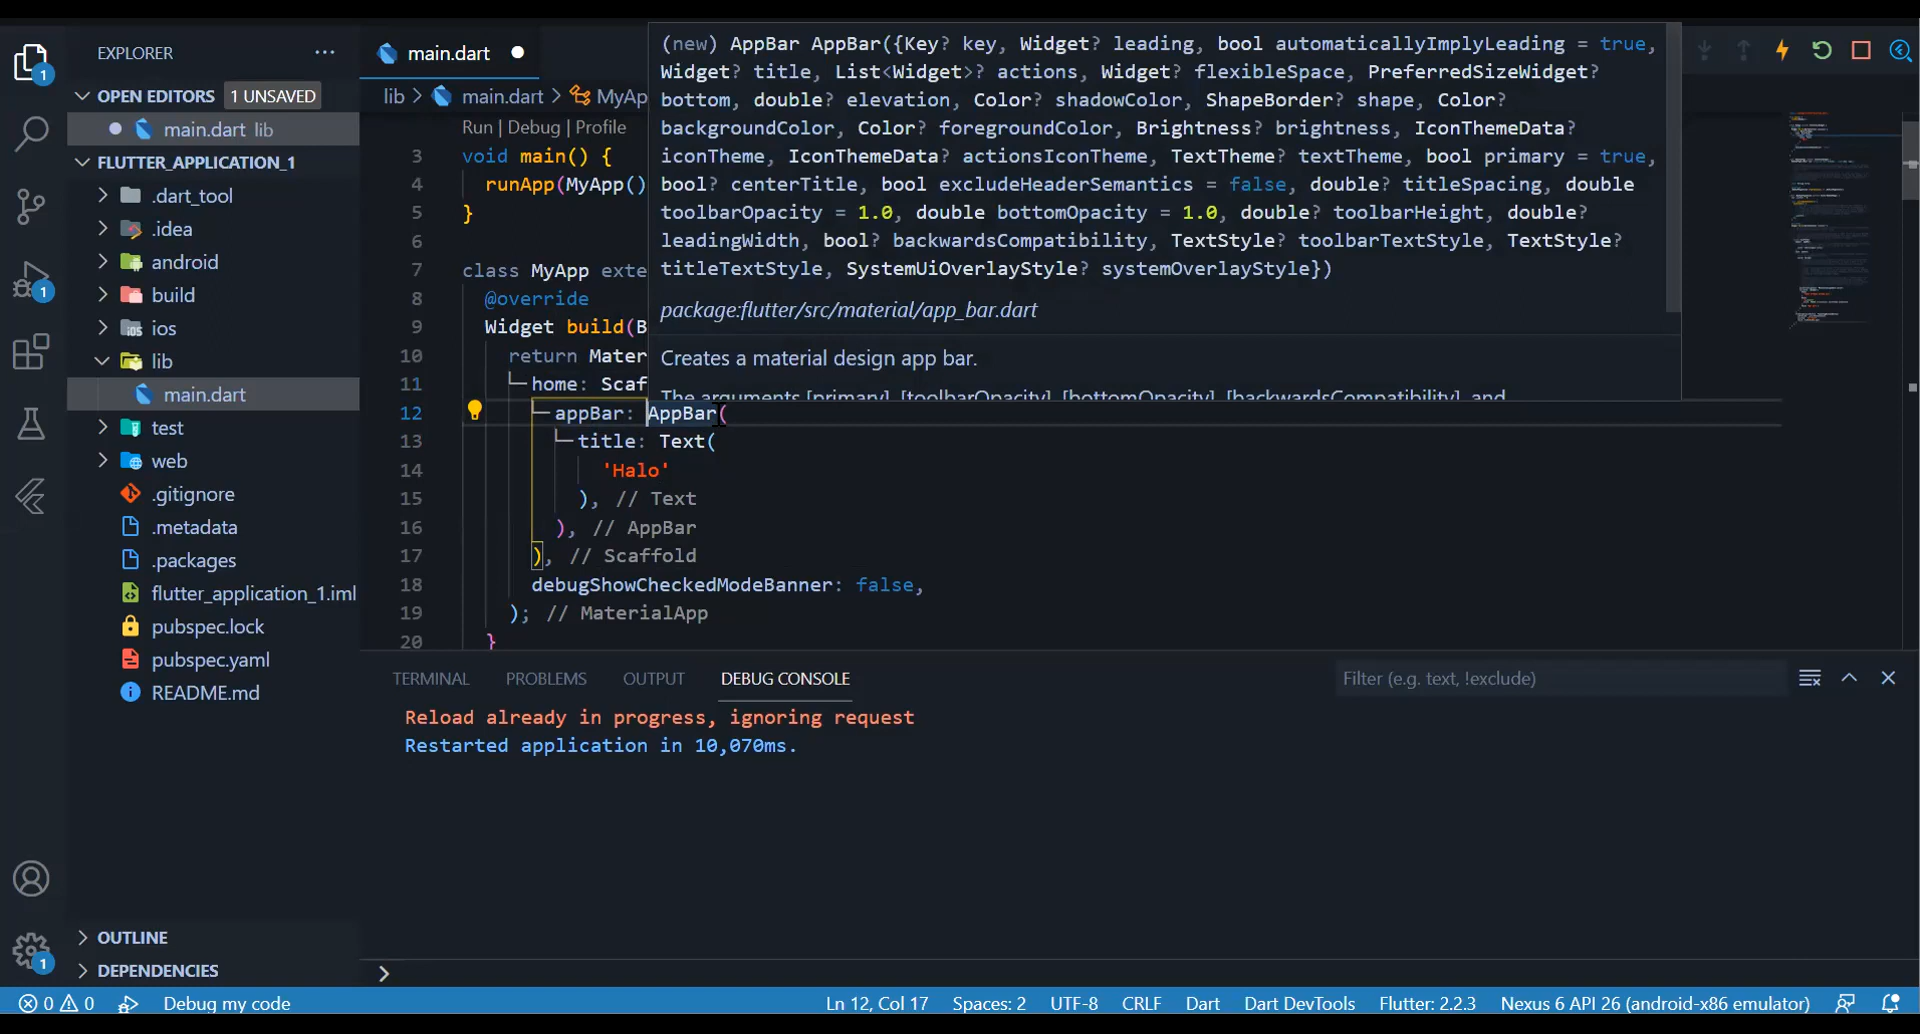 EXPLORER
OPEN EDITORS 1 UNSAVED
main.dart lib
FLUTTER_APPLICATION_1
.dart_tool
.idea
android
build
ios
lib
main.dart
test
web
.gitignore
.metadata
.packages
flutter_application_1.iml
pubspec.lock
pubspec.yaml
README.md
OUTLINE
DEPENDENCIES
1
1
1
main.dart
lib > main.dart > MyAp
Run | Debug | Profile
3 void main() {
4 runApp(MyApp()
5 }
6
7 class MyApp exte
8 @override
9 Widget build(B
10 return Mater
11 home: Scaf
12 appBar: AppBar(
13 title: Text(
14 'Halo'
15 ), // Text
16 ), // AppBar
17 ), // Scaffold
18 debugShowCheckedModeBanner: false,
19 ); // MaterialApp
20 }
(new) AppBar AppBar({Key? key, Widget? leading, bool automaticallyImplyLeading = true,
Widget? title, List<Widget>? actions, Widget? flexibleSpace, PreferredSizeWidget?
bottom, double? elevation, Color? shadowColor, ShapeBorder? shape, Color?
backgroundColor, Color? foregroundColor, Brightness? brightness, IconThemeData?
iconTheme, IconThemeData? actionsIconTheme, TextTheme? textTheme, bool primary = true,
bool? centerTitle, bool excludeHeaderSemantics = false, double? titleSpacing, double
toolbarOpacity = 1.0, double bottomOpacity = 1.0, double? toolbarHeight, double?
leadingWidth, bool? backwardsCompatibility, TextStyle? toolbarTextStyle, TextStyle?
titleTextStyle, SystemUiOverlayStyle? systemOverlayStyle})
package:flutter/src/material/app_bar.dart
Creates a material design app bar.
The arguments [primary], [toolbarOpacity], [bottomOpacity], [backwardsCompatibility], and
TERMINAL PROBLEMS OUTPUT DEBUG CONSOLE Filter (e.g. text, !exclude)
Reload already in progress, ignoring request
Restarted application in 10,070ms.
0 0 Debug my code Ln 12, Col 17 Spaces: 2 UTF-8 CRLF Dart Dart DevTools Flutter: 2.2.3 Nexus 6 API 26 (android-x86 emulator)